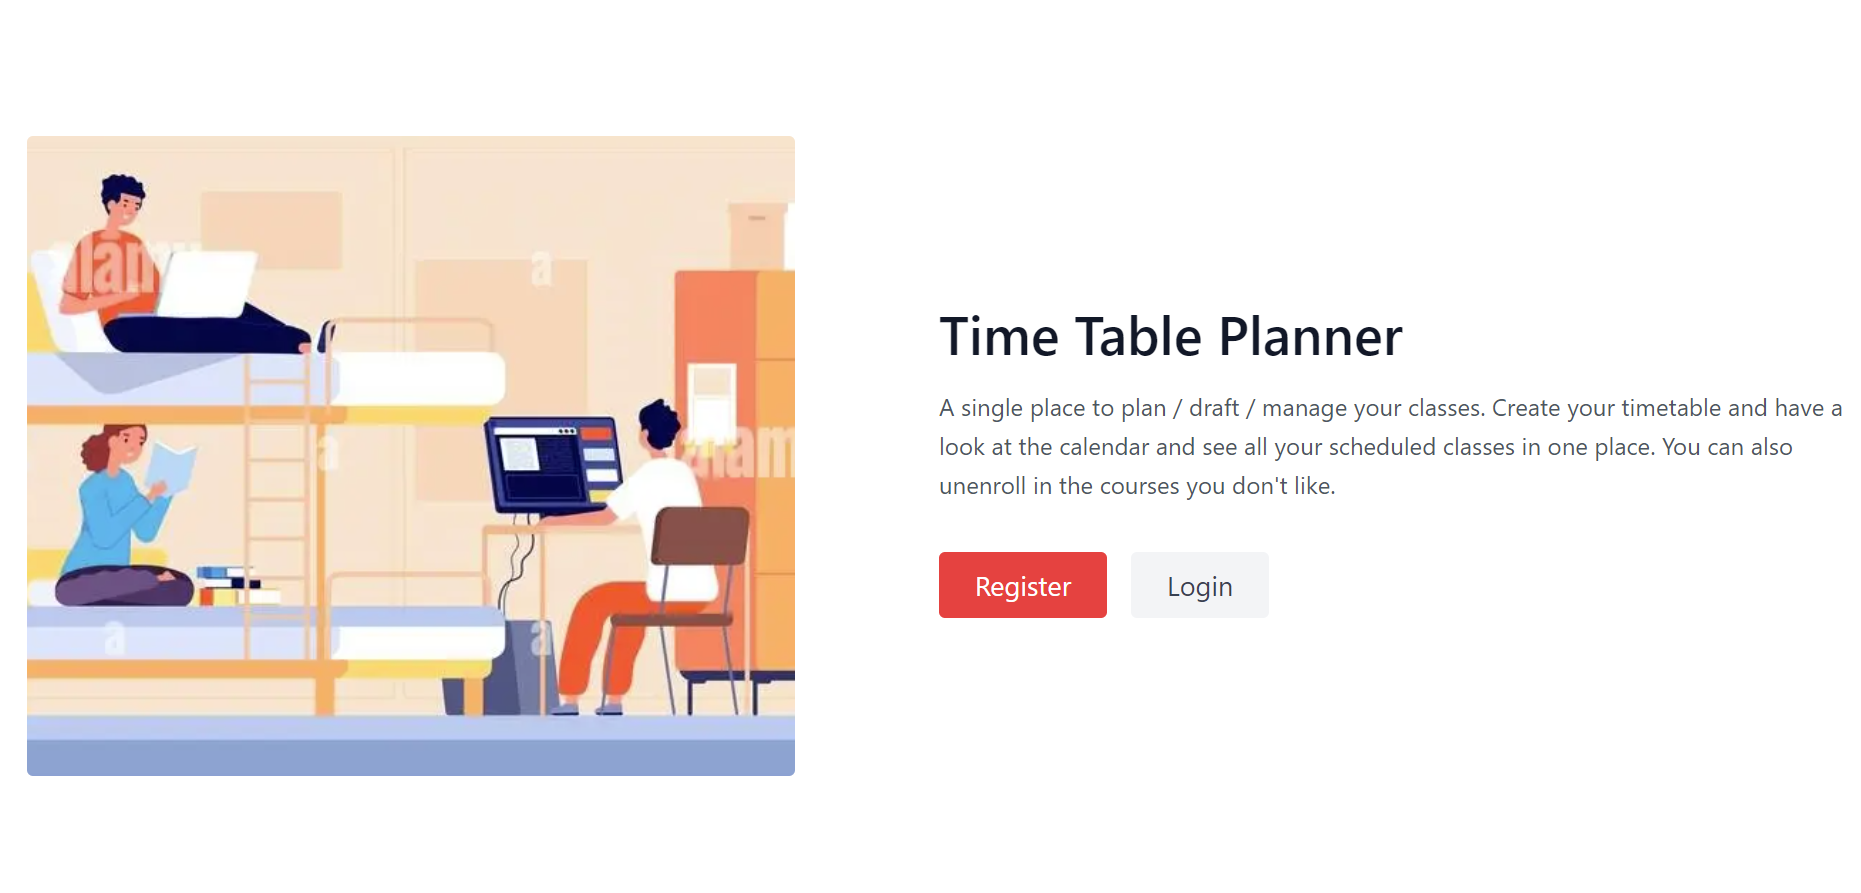 alamy
a
a
alam
a
a
Time Table Planner
A single place to plan / draft / manage your classes. Create your timetable and have a
look at the calendar and see all your scheduled classes in one place. You can also
unenroll in the courses you don't like.
Register
Login